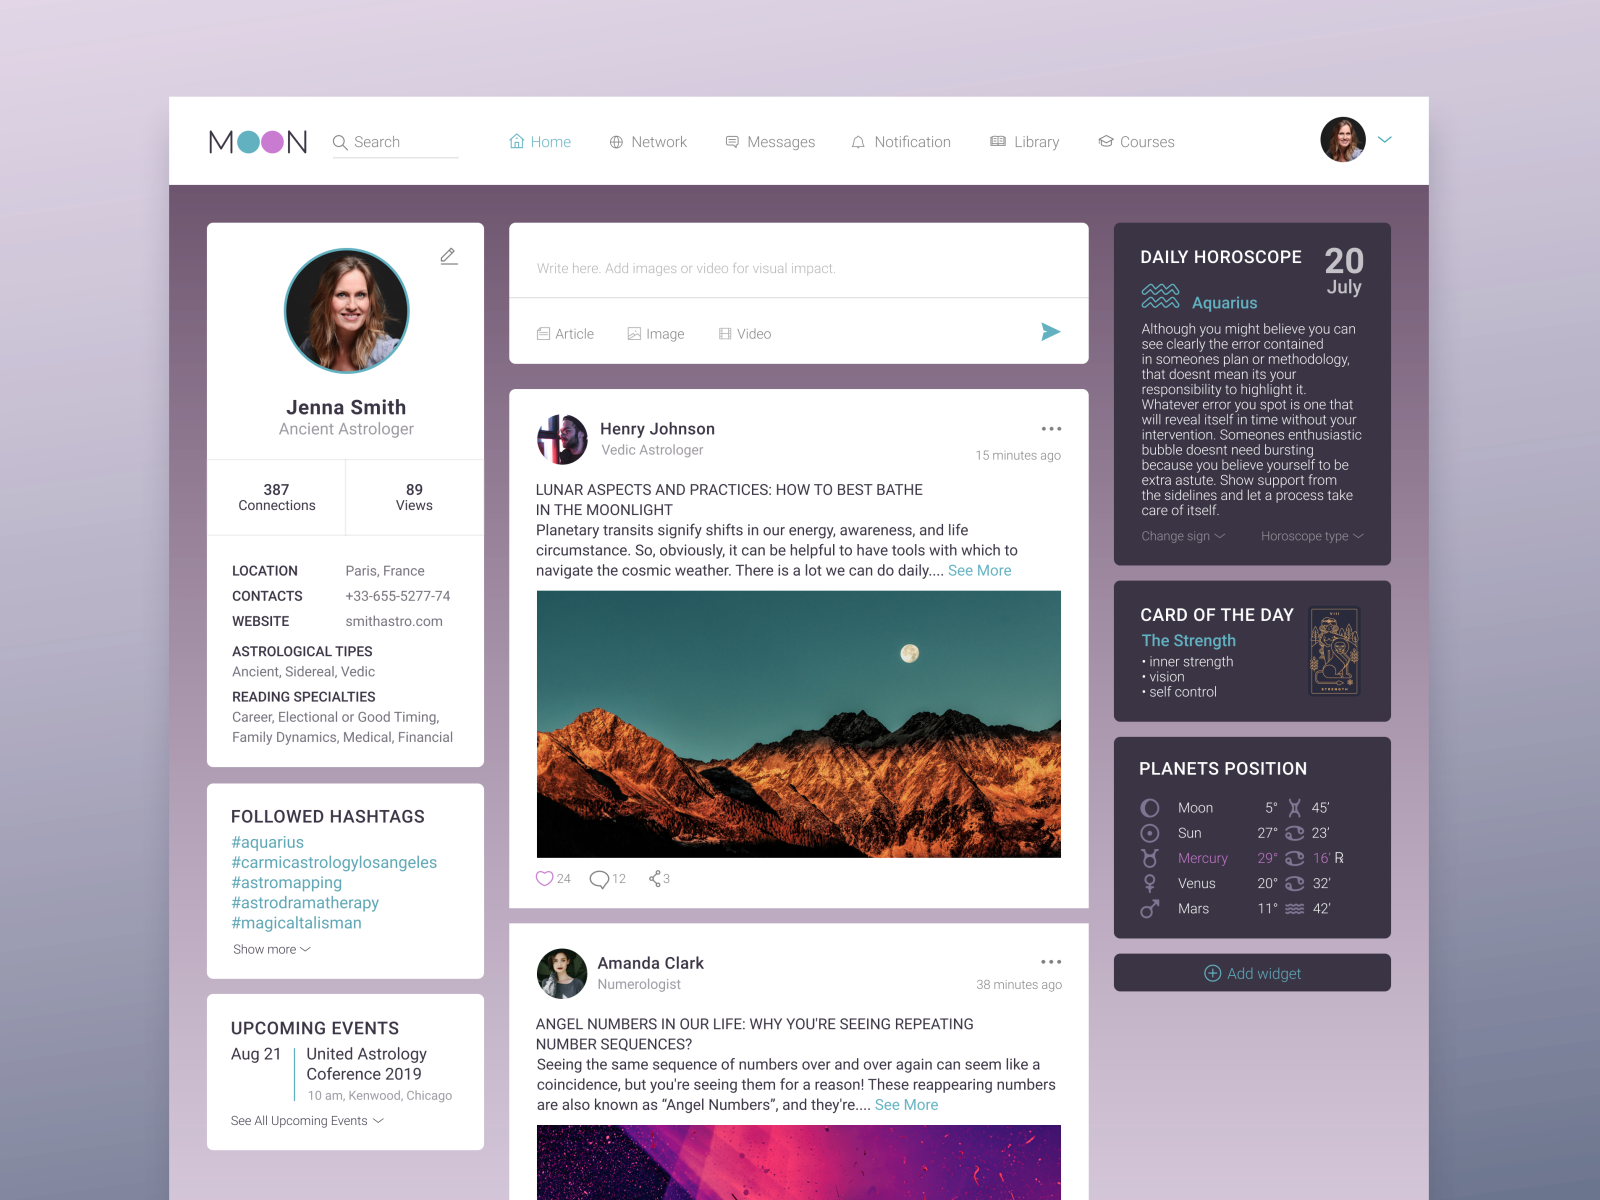 MOON
Search
Home
Network
Messages
Notification
Library
Courses
Jenna Smith
Ancient Astrologer
387
Connections
89
Views
LOCATION Paris, France
CONTACTS +33-655-5277-74
WEBSITE smithastro.com
ASTROLOGICAL TIPES
Ancient, Sidereal, Vedic
READING SPECIALTIES
Career, Electional or Good Timing,
Family Dynamics, Medical, Financial
FOLLOWED HASHTAGS
#aquarius
#carmicastrologylosangeles
#astromapping
#astrodramatherapy
#magicaltalisman
Show more
UPCOMING EVENTS
Aug 21
United Astrology
Coference 2019
10 am, Kenwood, Chicago
See All Upcoming Events
Write here. Add images or video for visual impact.
Article
Image
Video
Henry Johnson
Vedic Astrologer
15 minutes ago
LUNAR ASPECTS AND PRACTICES: HOW TO BEST BATHE
IN THE MOONLIGHT
Planetary transits signify shifts in our energy, awareness, and life
circumstance. So, obviously, it can be helpful to have tools with which to
navigate the cosmic weather. There is a lot we can do daily.... See More
24
12
3
Amanda Clark
Numerologist
38 minutes ago
ANGEL NUMBERS IN OUR LIFE: WHY YOU'RE SEEING REPEATING
NUMBER SEQUENCES?
Seeing the same sequence of numbers over and over again can seem like a
coincidence, but you're seeing them for a reason! These reappearing numbers
are also known as “Angel Numbers”, and they're.... See More
DAILY HOROSCOPE
20
July
Aquarius
Although you might believe you can
see clearly the error contained
in someones plan or methodology,
that doesnt mean its your
responsibility to highlight it.
Whatever error you spot is one that
will reveal itself in time without your
intervention. Someones enthusiastic
bubble doesnt need bursting
because you believe yourself to be
extra astute. Show support from
the sidelines and let a process take
care of itself.
Change sign
Horoscope type
CARD OF THE DAY
The Strength
• inner strength
• vision
• self control
STRENGTH
PLANETS POSITION
Moon 5° 45′
Sun 27° 23′
Mercury 29° 16′ R
Venus 20° 32′
Mars 11° 42′
Add widget